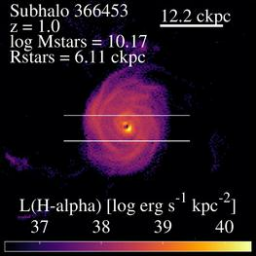 Subhalo 366453
12.2 ckpc
z = 1.0
log Mstars = 10.17
Rstars = 6.11 ckpc
L(H-alpha) [log erg s⁻¹ kpc⁻²]
37 38 39 40